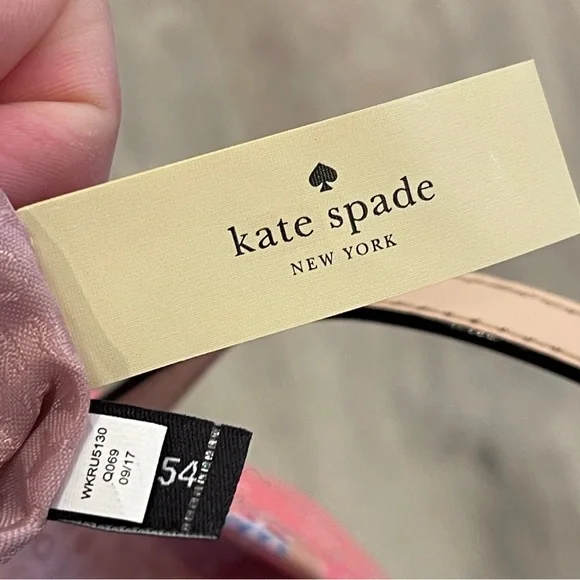 kate spade
NEW YORK
WKRU5130
Q069
09/17
54